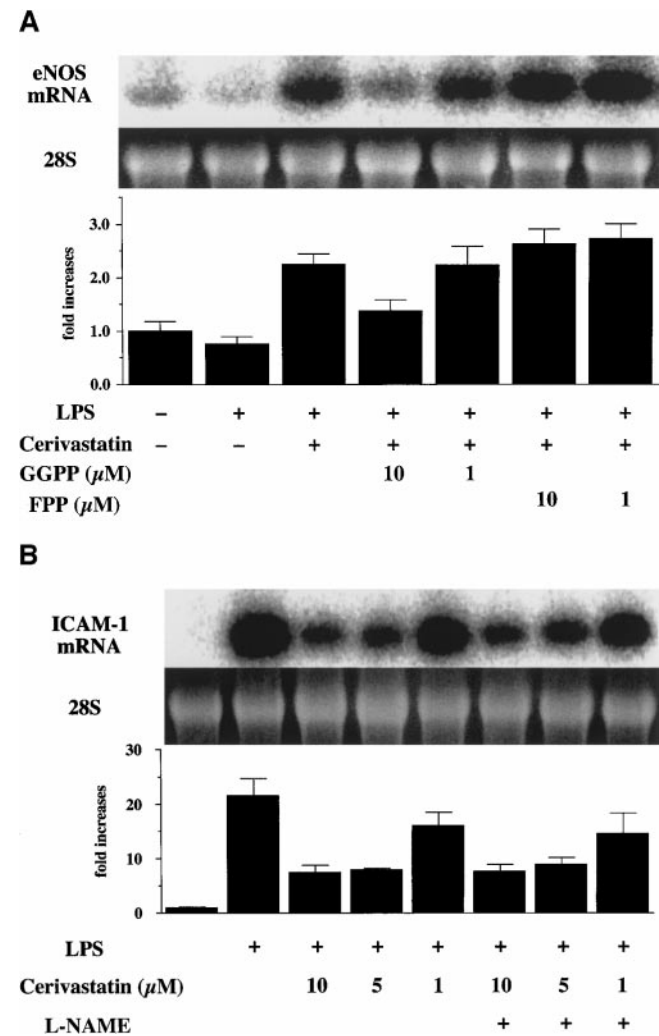 A
eNOS
mRNA
28S
fold increases
3.0
2.0
1.0
0.0
LPS – + + + + + +
Cerivastatin – – + + + + +
GGPP (µM) 10 1
FPP (µM) 10 1
B
ICAM-1
mRNA
28S
fold increases
30
20
10
0
LPS + + + + + + +
Cerivastatin (µM) 10 5 1 10 5 1
L-NAME + + +